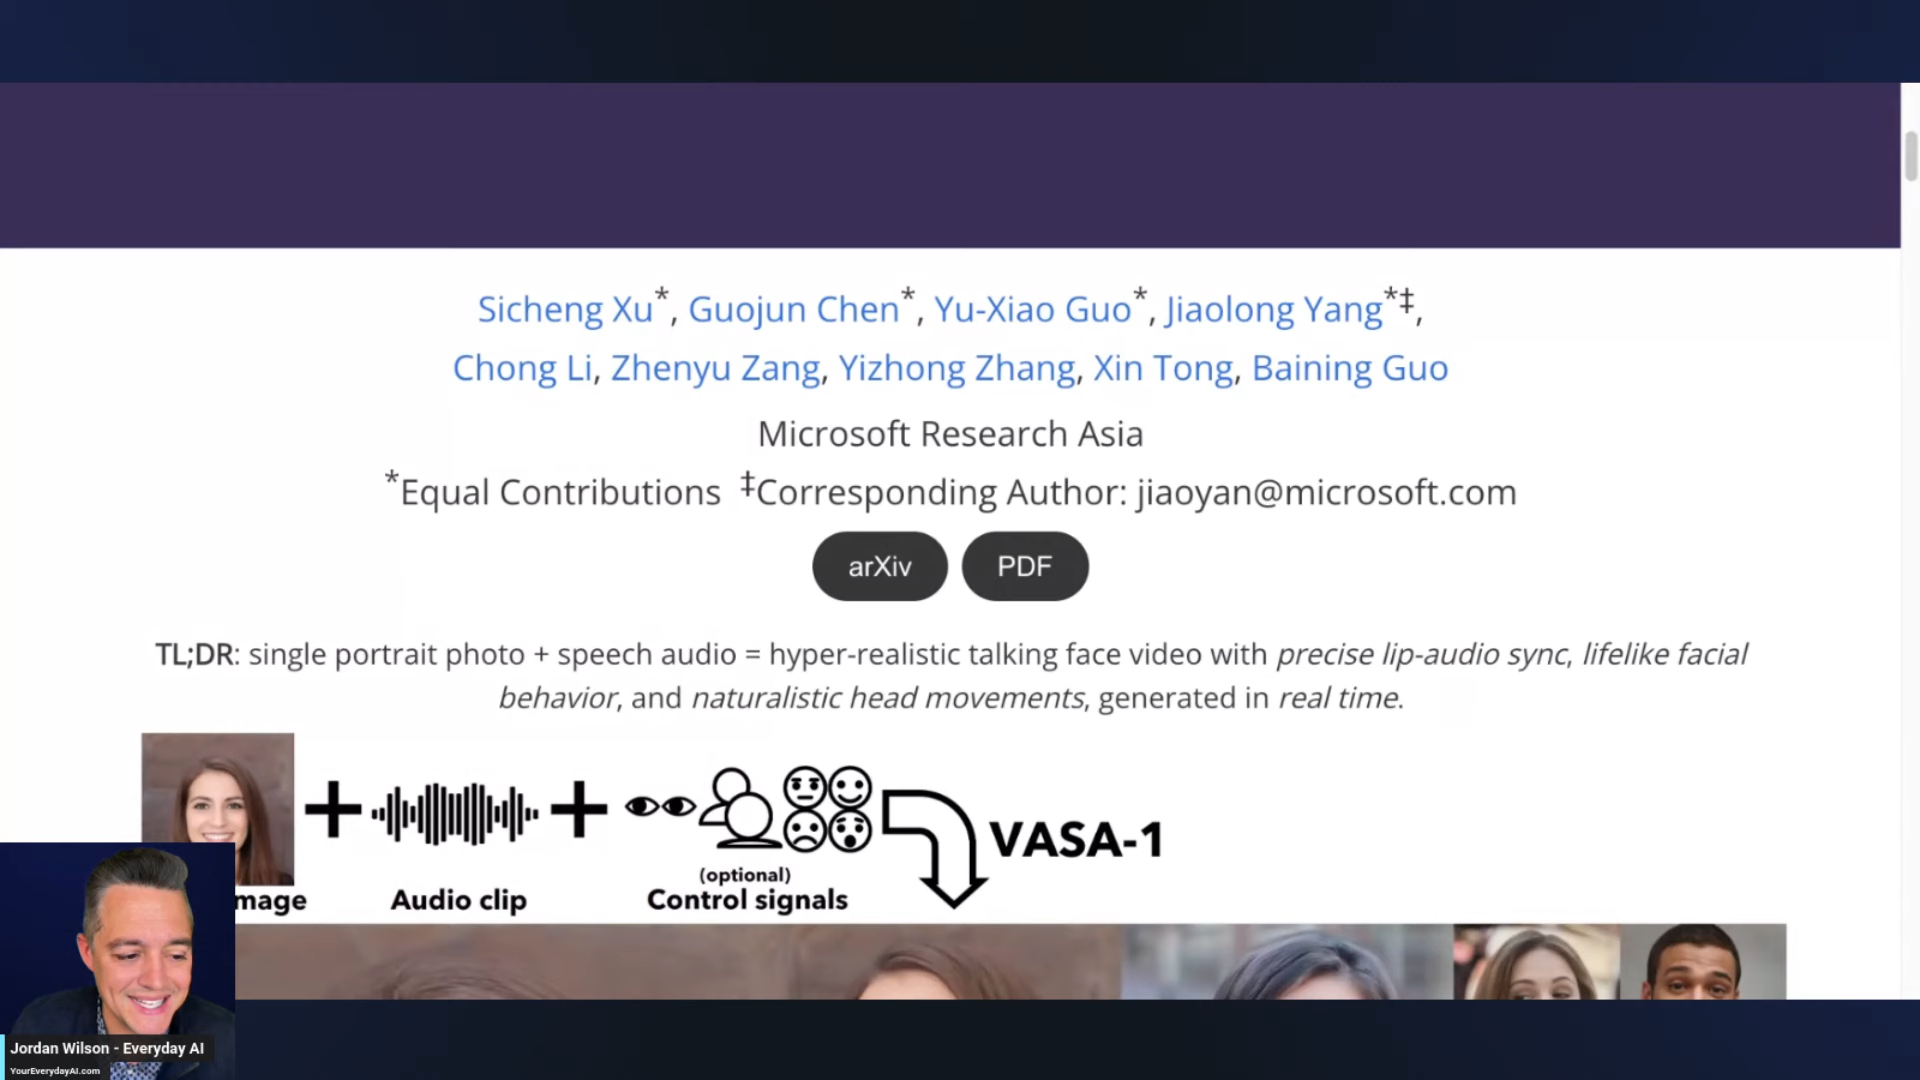 Sicheng Xu*, Guojun Chen*, Yu-Xiao Guo*, Jiaolong Yang*‡,
Chong Li, Zhenyu Zang, Yizhong Zhang, Xin Tong, Baining Guo
Microsoft Research Asia
*Equal Contributions ‡Corresponding Author: jiaoyan@microsoft.com
arXiv PDF
TL;DR: single portrait photo + speech audio = hyper-realistic talking face video with precise lip-audio sync, lifelike facial
behavior, and naturalistic head movements, generated in real time.
VASA-1
(optional)
mage Audio clip Control signals
Jordan Wilson - Everyday AI
YourEverydayAI.com